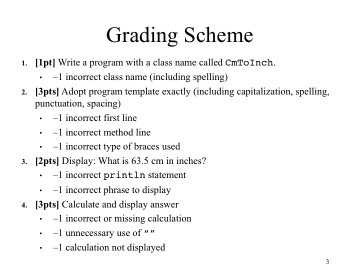 Grading Scheme
1. [1pt] Write a program with a class name called CmToInch.
• –1 incorrect class name (including spelling)
2. [3pts] Adopt program template exactly (including capitalization, spelling,
punctuation, spacing)
• –1 incorrect first line
• –1 incorrect method line
• –1 incorrect type of braces used
3. [2pts] Display: What is 63.5 cm in inches?
• –1 incorrect println statement
• –1 incorrect phrase to display
4. [3pts] Calculate and display answer
• –1 incorrect or missing calculation
• –1 unnecessary use of “”
• –1 calculation not displayed
3